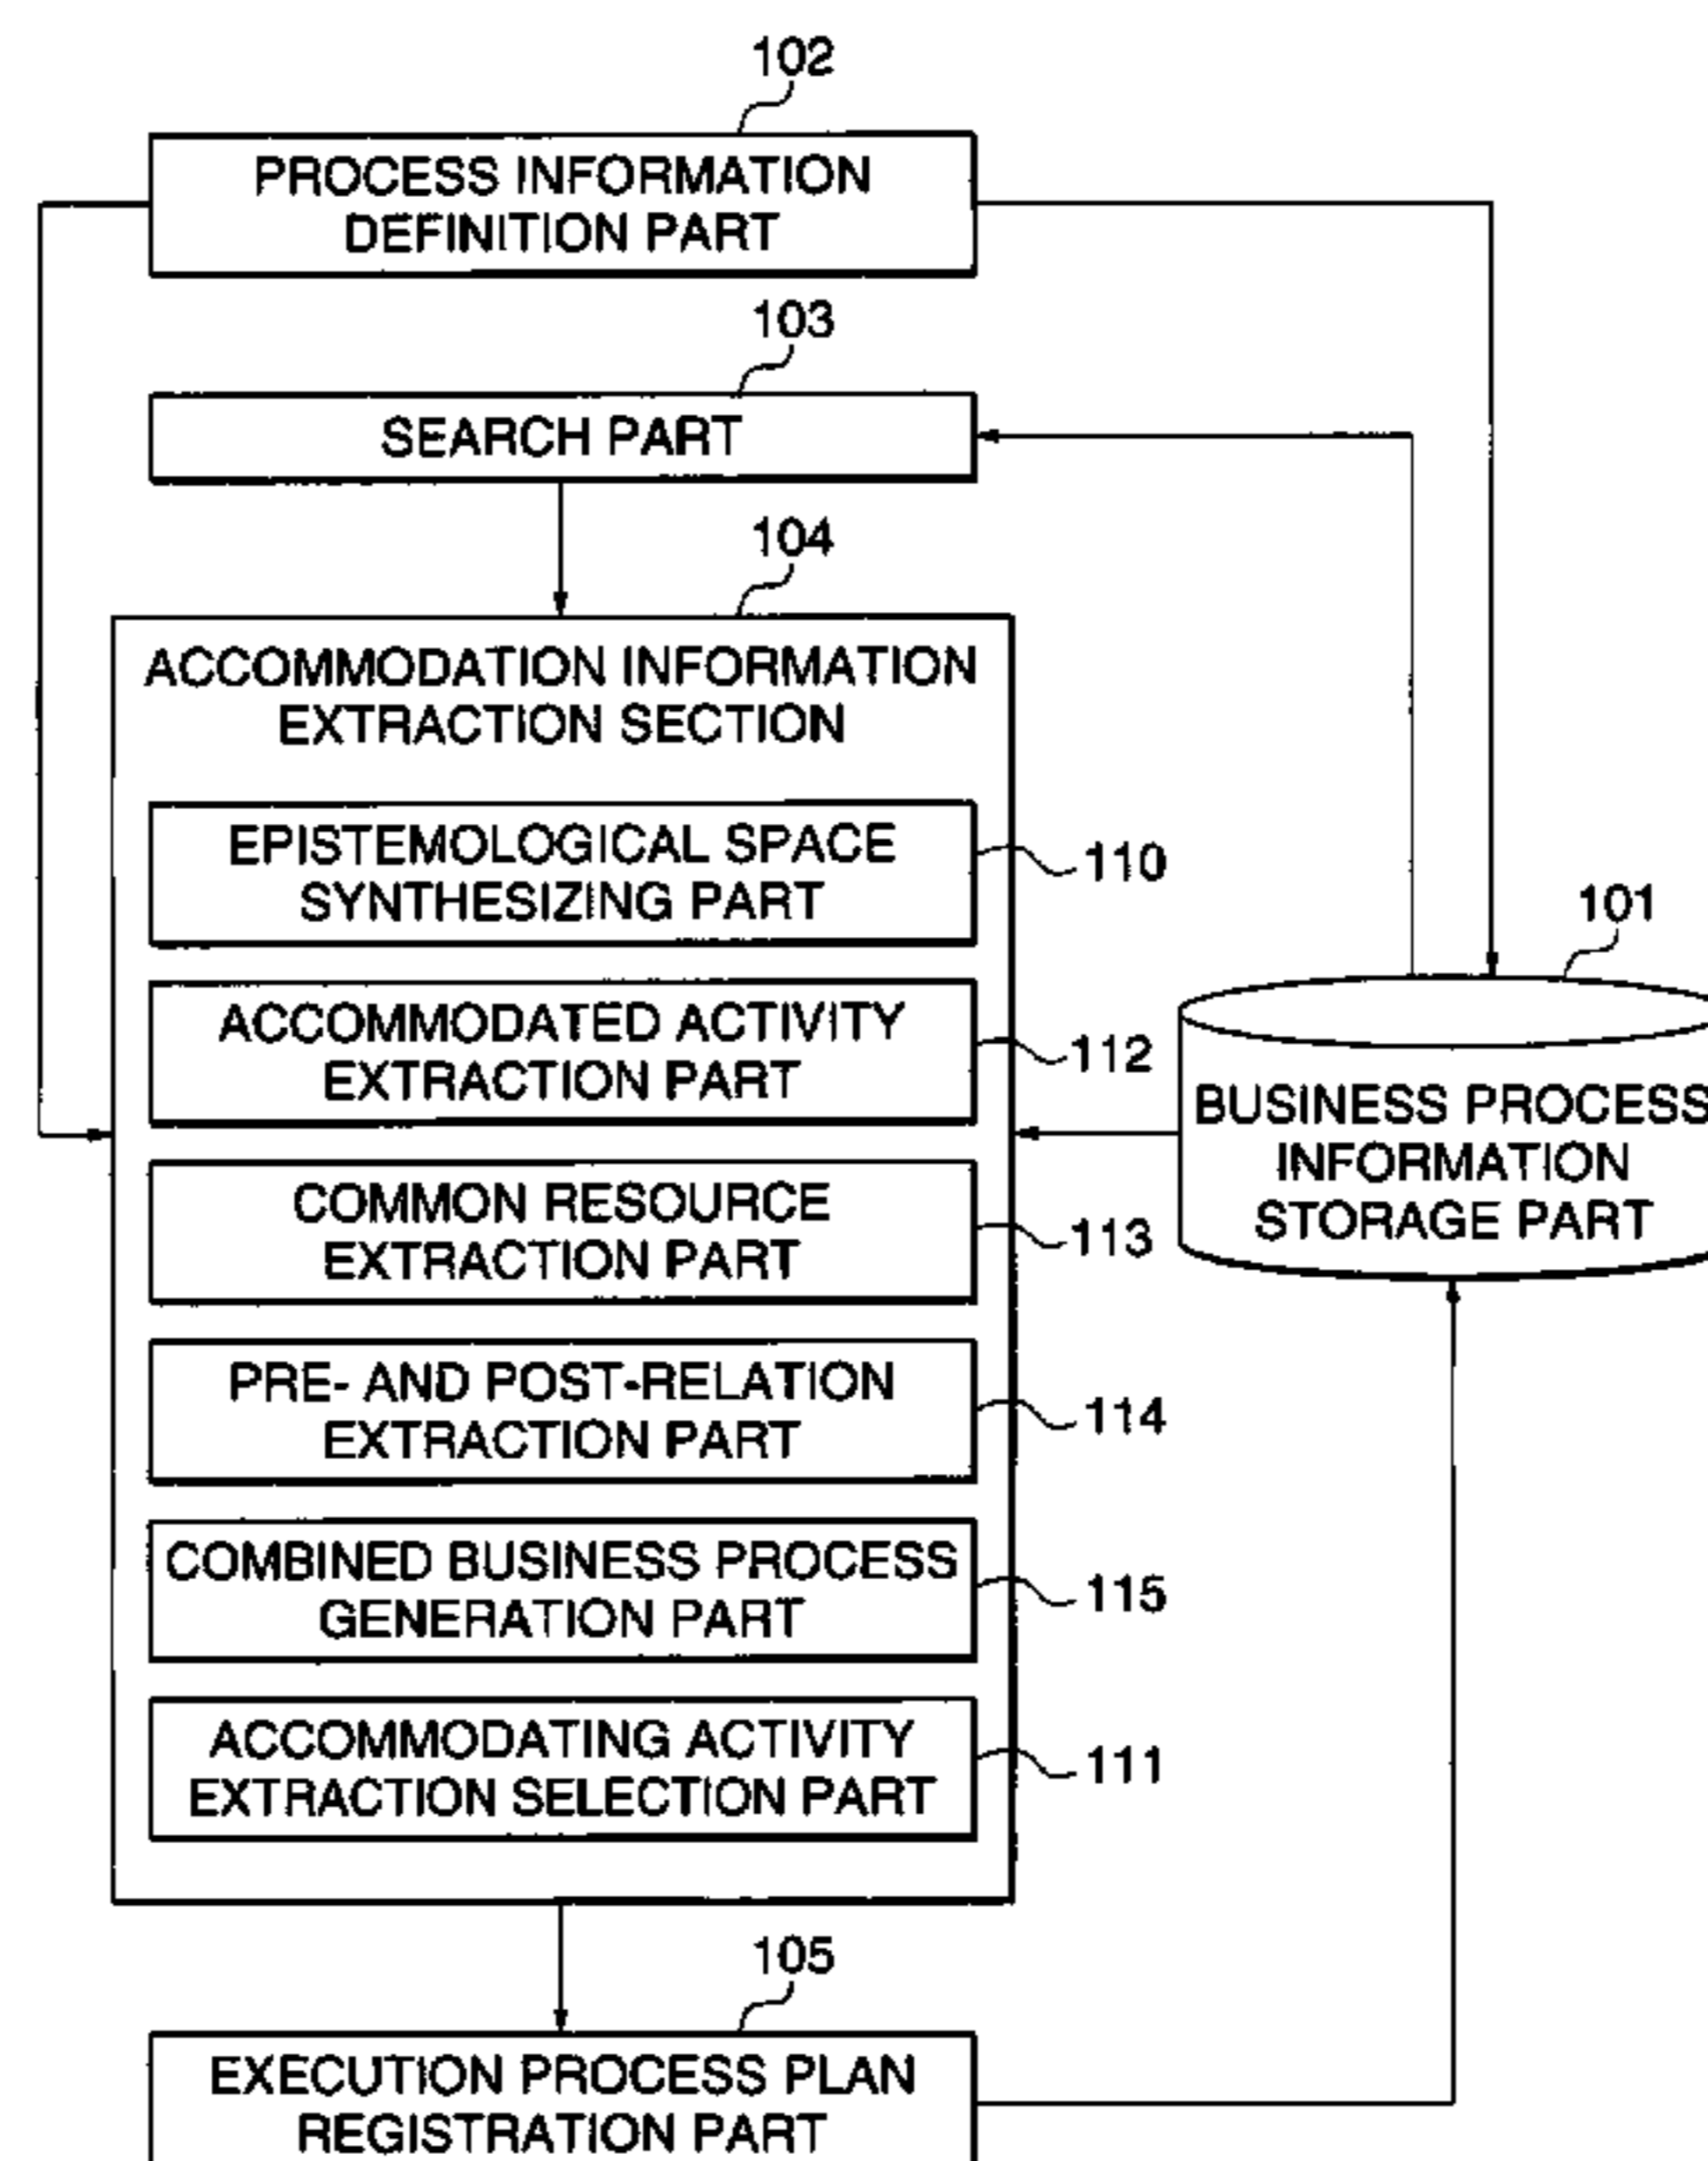 102
PROCESS INFORMATION
DEFINITION PART
103
SEARCH PART
104
ACCOMMODATION INFORMATION
EXTRACTION SECTION
EPISTEMOLOGICAL SPACE
SYNTHESIZING PART
110
ACCOMMODATED ACTIVITY
EXTRACTION PART
112
COMMON RESOURCE
EXTRACTION PART
113
PRE- AND POST-RELATION
EXTRACTION PART
114
COMBINED BUSINESS PROCESS
GENERATION PART
115
ACCOMMODATING ACTIVITY
EXTRACTION SELECTION PART
111
101
BUSINESS PROCESS
INFORMATION
STORAGE PART
105
EXECUTION PROCESS PLAN
REGISTRATION PART